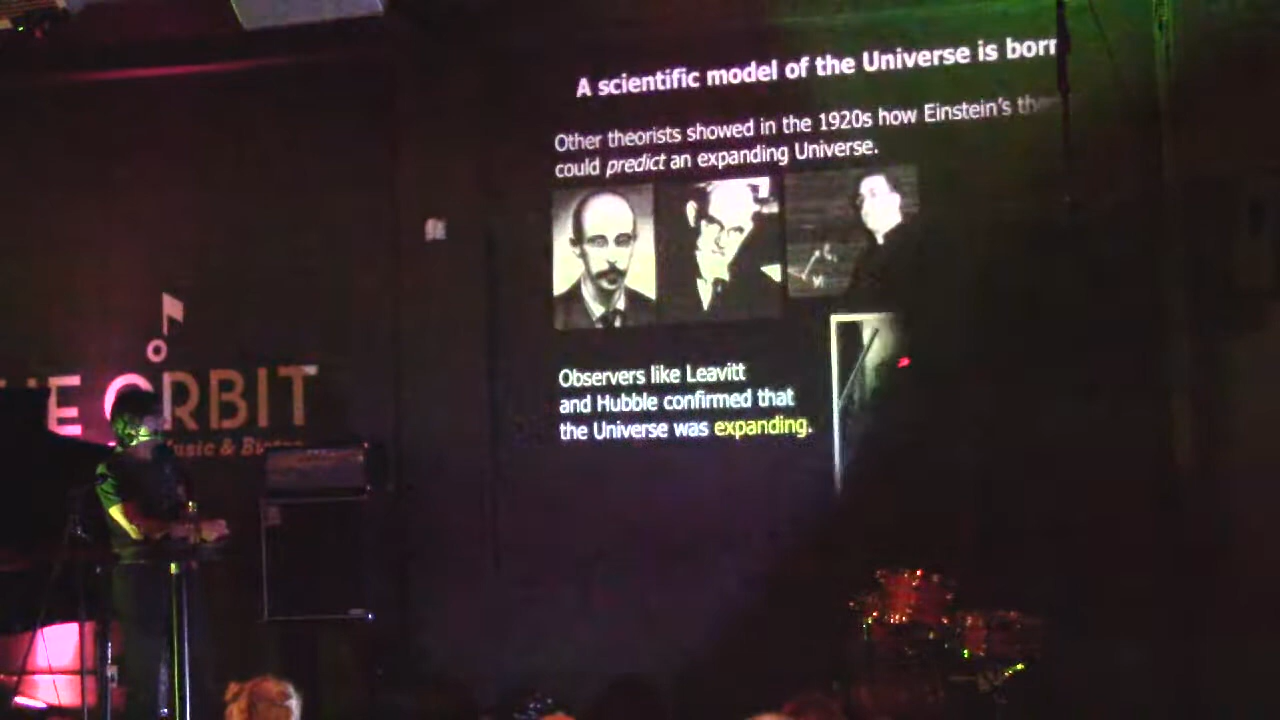 A scientific model of the Universe is born
Other theorists showed in the 1920s how Einstein's
could predict an expanding Universe.
Observers like Leavitt
and Hubble confirmed that
the Universe was expanding.
ORBIT
Music &